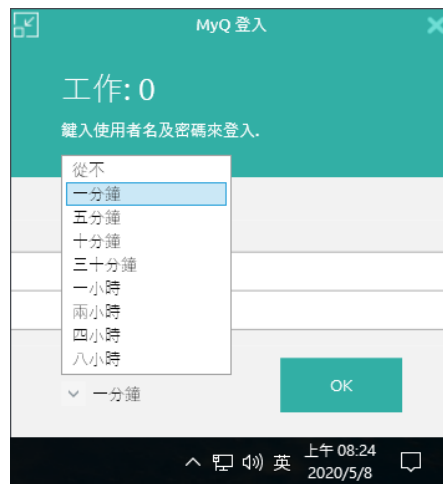 MyQ 登入
工作: 0
鍵入使用者名及密碼來登入.
從不
一分鐘
五分鐘
十分鐘
三十分鐘
一小時
兩小時
四小時
八小時
一分鐘
OK
英
上午 08:24
2020/5/8